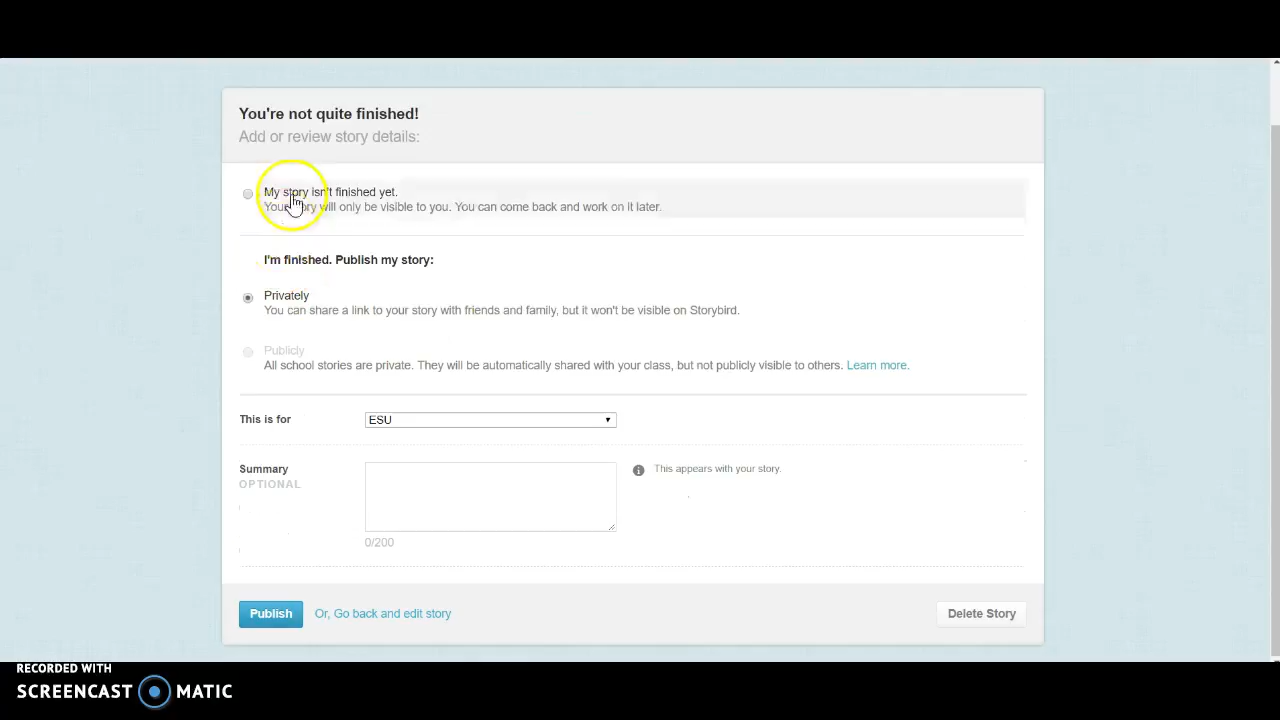 You're not quite finished!
Add or review story details:
My story isn't finished yet.
Your story will only be visible to you. You can come back and work on it later.
I'm finished. Publish my story:
Privately
You can share a link to your story with friends and family, but it won't be visible on Storybird.
Publicly
All school stories are private. They will be automatically shared with your class, but not publicly visible to others. Learn more.
This is for ESU
Summary
OPTIONAL
This appears with your story.
0/200
Publish Or, Go back and edit story Delete Story
RECORDED WITH
SCREENCAST MATIC